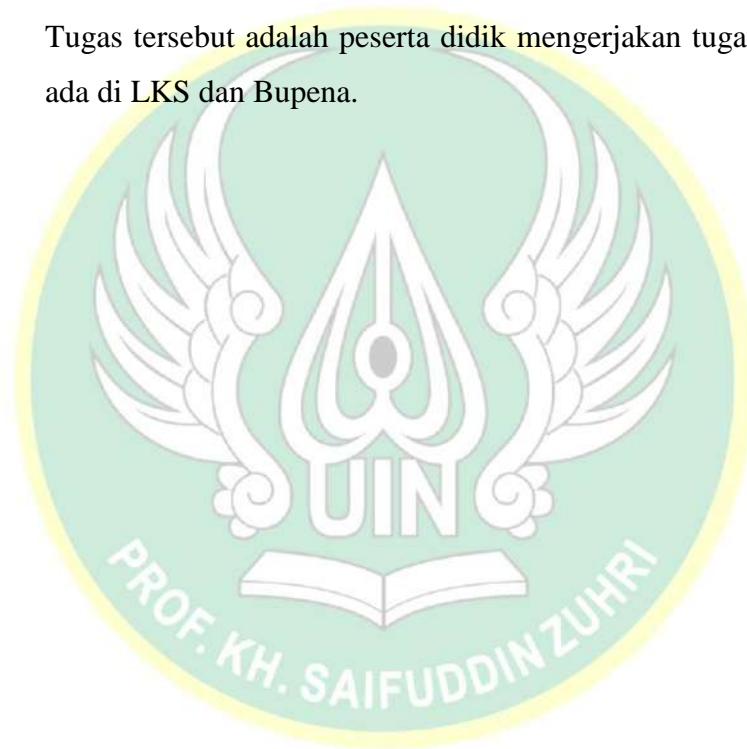 Tugas tersebut adalah peserta didik mengerjakan tuga
ada di LKS dan Bupena.
UIN
PROF. KH. SAIFUDDIN ZUHRI